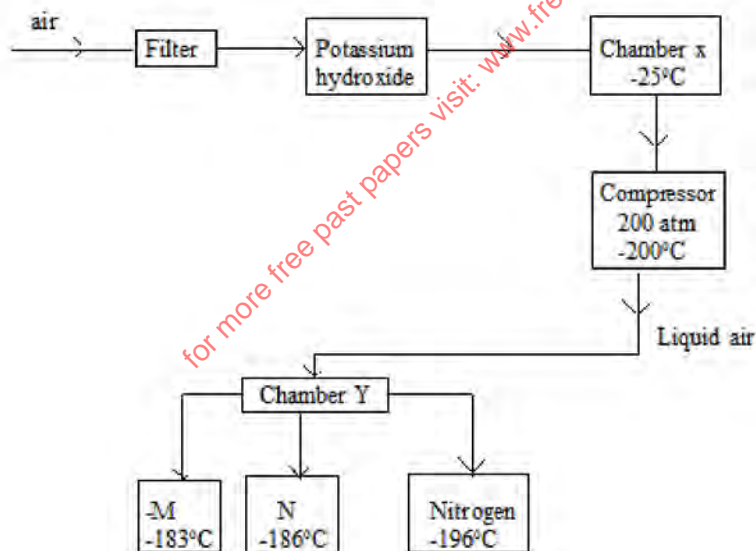 air
Filter
Potassium
hydroxide
Chamber x
-25°C
Compressor
200 atm
-200°C
Liquid air
Chamber Y
-M
-183°C
N
-186°C
Nitrogen
-196°C
for more free past papers visit: www.fre